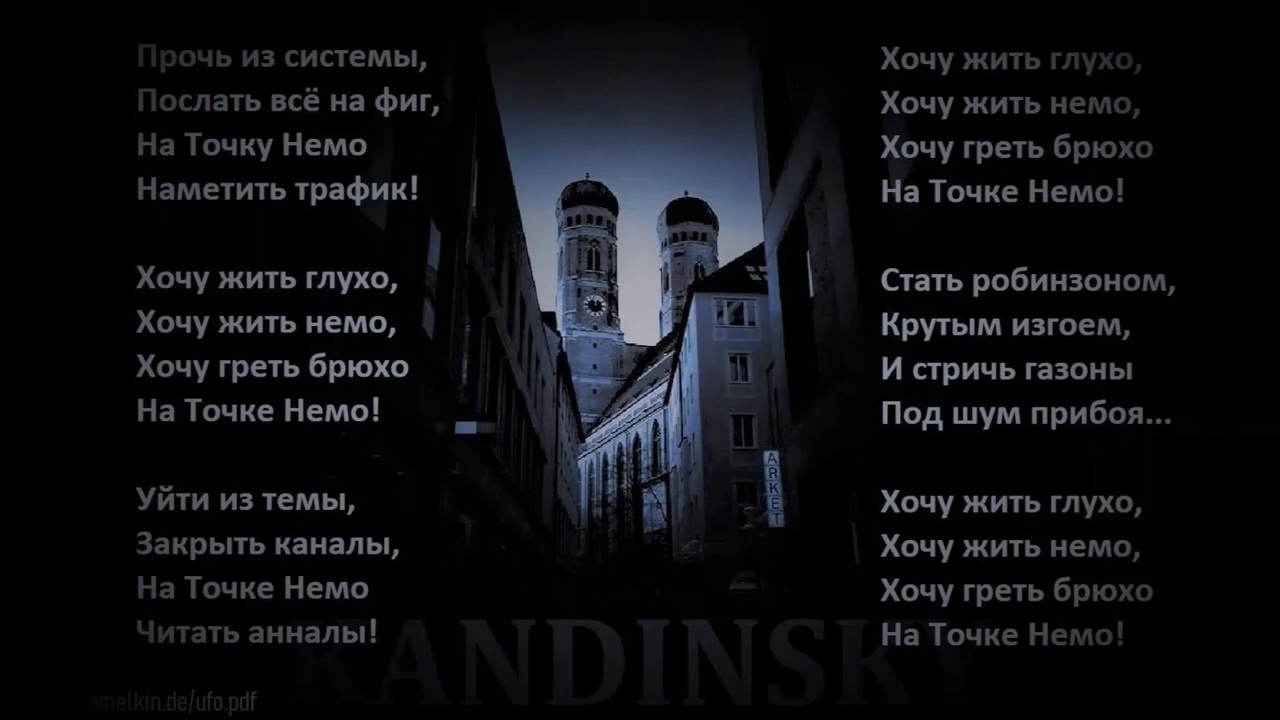 Прочь из системы,
Послать всё на фиг,
На Точку Немо
Наметить трафик!
Хочу жить глухо,
Хочу жить немо,
Хочу греть брюхо
На Точке Немо!
Уйти из темы,
Закрыть каналы,
На Точке Немо
Читать анналы!
Хочу жить глухо,
Хочу жить немо,
Хочу греть брюхо
На Точке Немо!
Стать робинзоном,
Крутым изгоем,
И стричь газоны
Под шум прибоя...
Хочу жить глухо,
Хочу жить немо,
Хочу греть брюхо
На Точке Немо!
ARKET
KANDINSKY
amelkin.de/ufo.pdf